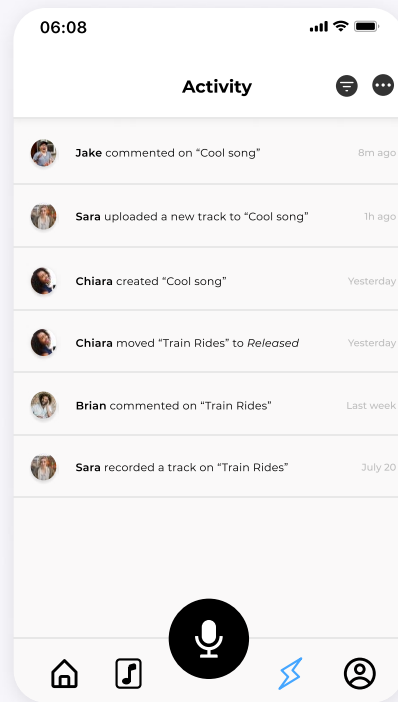 06:08
Activity
Jake commented on “Cool song” 8m ago
Sara uploaded a new track to “Cool song” 1h ago
Chiara created “Cool song” Yesterday
Chiara moved “Train Rides” to Released Yesterday
Brian commented on “Train Rides” Last week
Sara recorded a track on “Train Rides” July 20